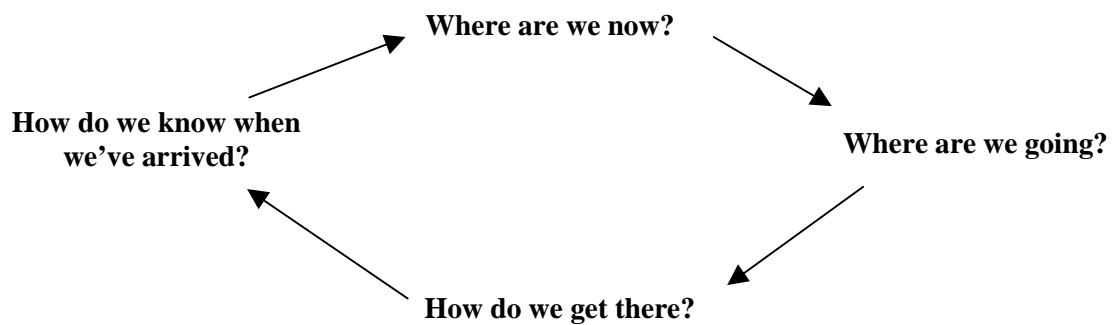 Where are we now?
Where are we going?
How do we get there?
How do we know when
we’ve arrived?